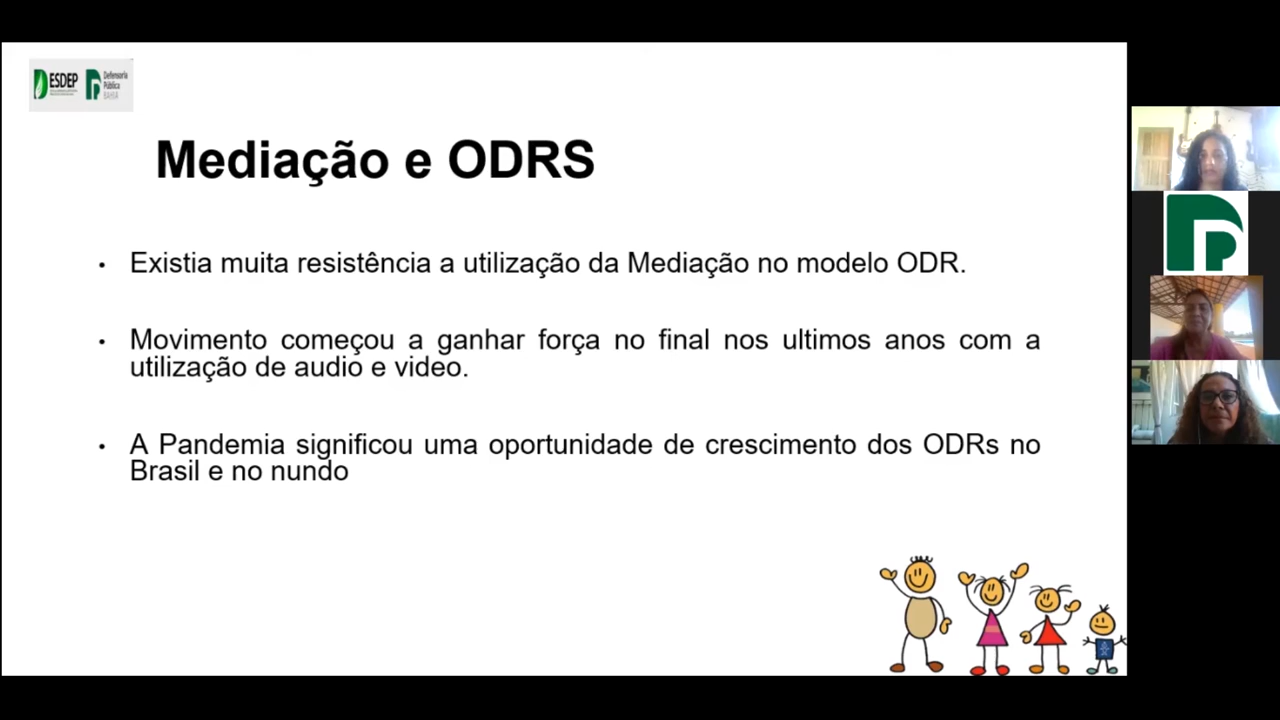 ESDEP
Defensoria
Pública
BAHIA
Mediação e ODRS
• Existia muita resistência a utilização da Mediação no modelo ODR.
• Movimento começou a ganhar força no final nos ultimos anos com a
utilização de audio e video.
• A Pandemia significou uma oportunidade de crescimento dos ODRs no
Brasil e no nundo